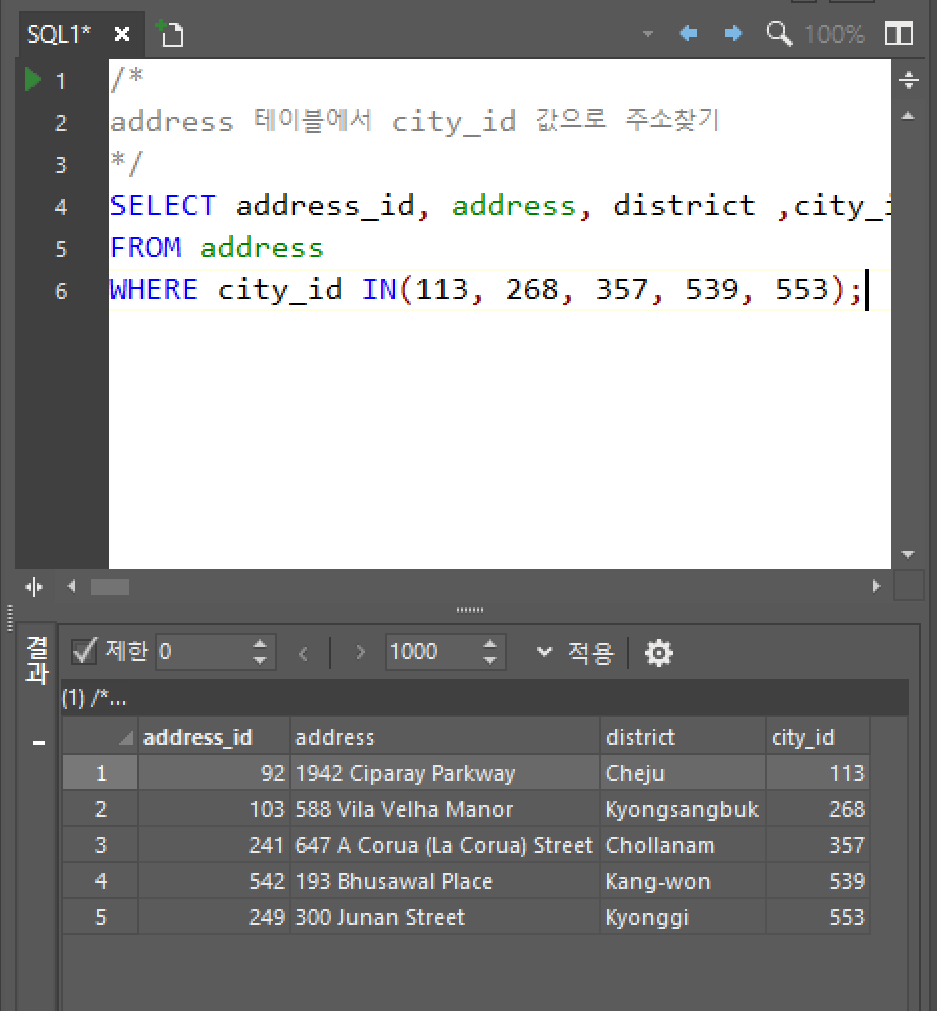 SQL1*
100%
1 /*
2 address 테이블에서 city_id 값으로 주소찾기
3 */
4 SELECT address_id, address, district ,city_i
5 FROM address
6 WHERE city_id IN(113, 268, 357, 539, 553);
결과
제한 0 1000 적용
(1) /*...
address_id address district city_id
1 92 1942 Ciparay Parkway Cheju 113
2 103 588 Vila Velha Manor Kyongsangbuk 268
3 241 647 A Corua (La Corua) Street Chollanam 357
4 542 193 Bhusawal Place Kang-won 539
5 249 300 Junan Street Kyonggi 553